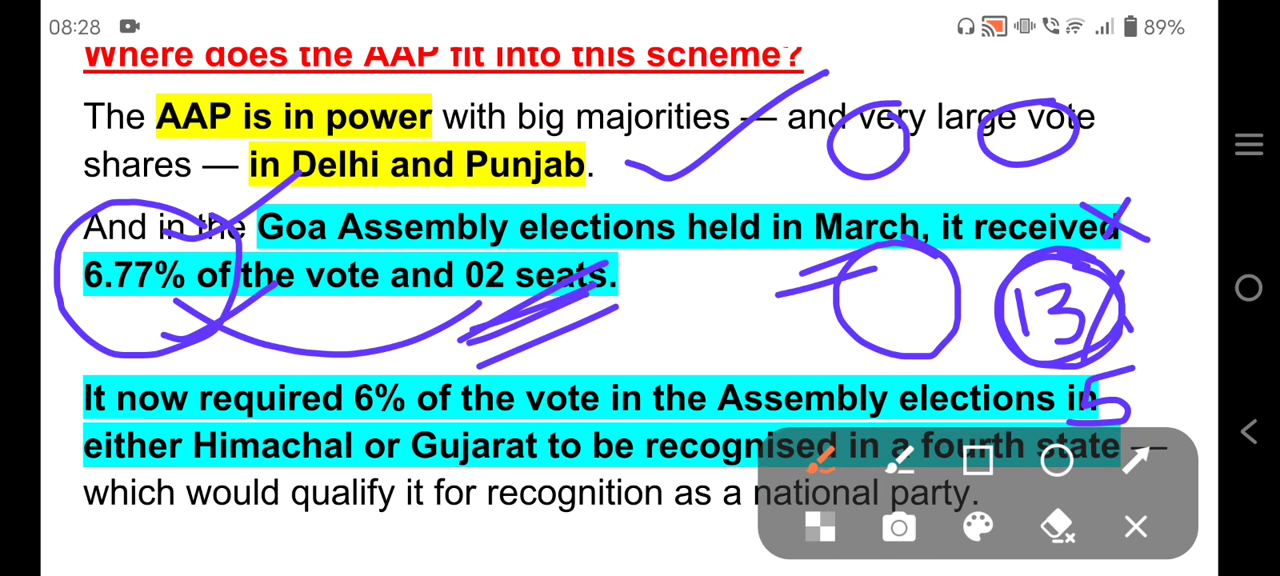 08:28
89%
Where does the AAP fit into this scheme?
The AAP is in power with big majorities — and very large vote
shares — in Delhi and Punjab.
And in the Goa Assembly elections held in March, it received
6.77% of the vote and 02 seats.
13
5
It now required 6% of the vote in the Assembly elections in
either Himachal or Gujarat to be recognised in a fourth state —
which would qualify it for recognition as a national party.